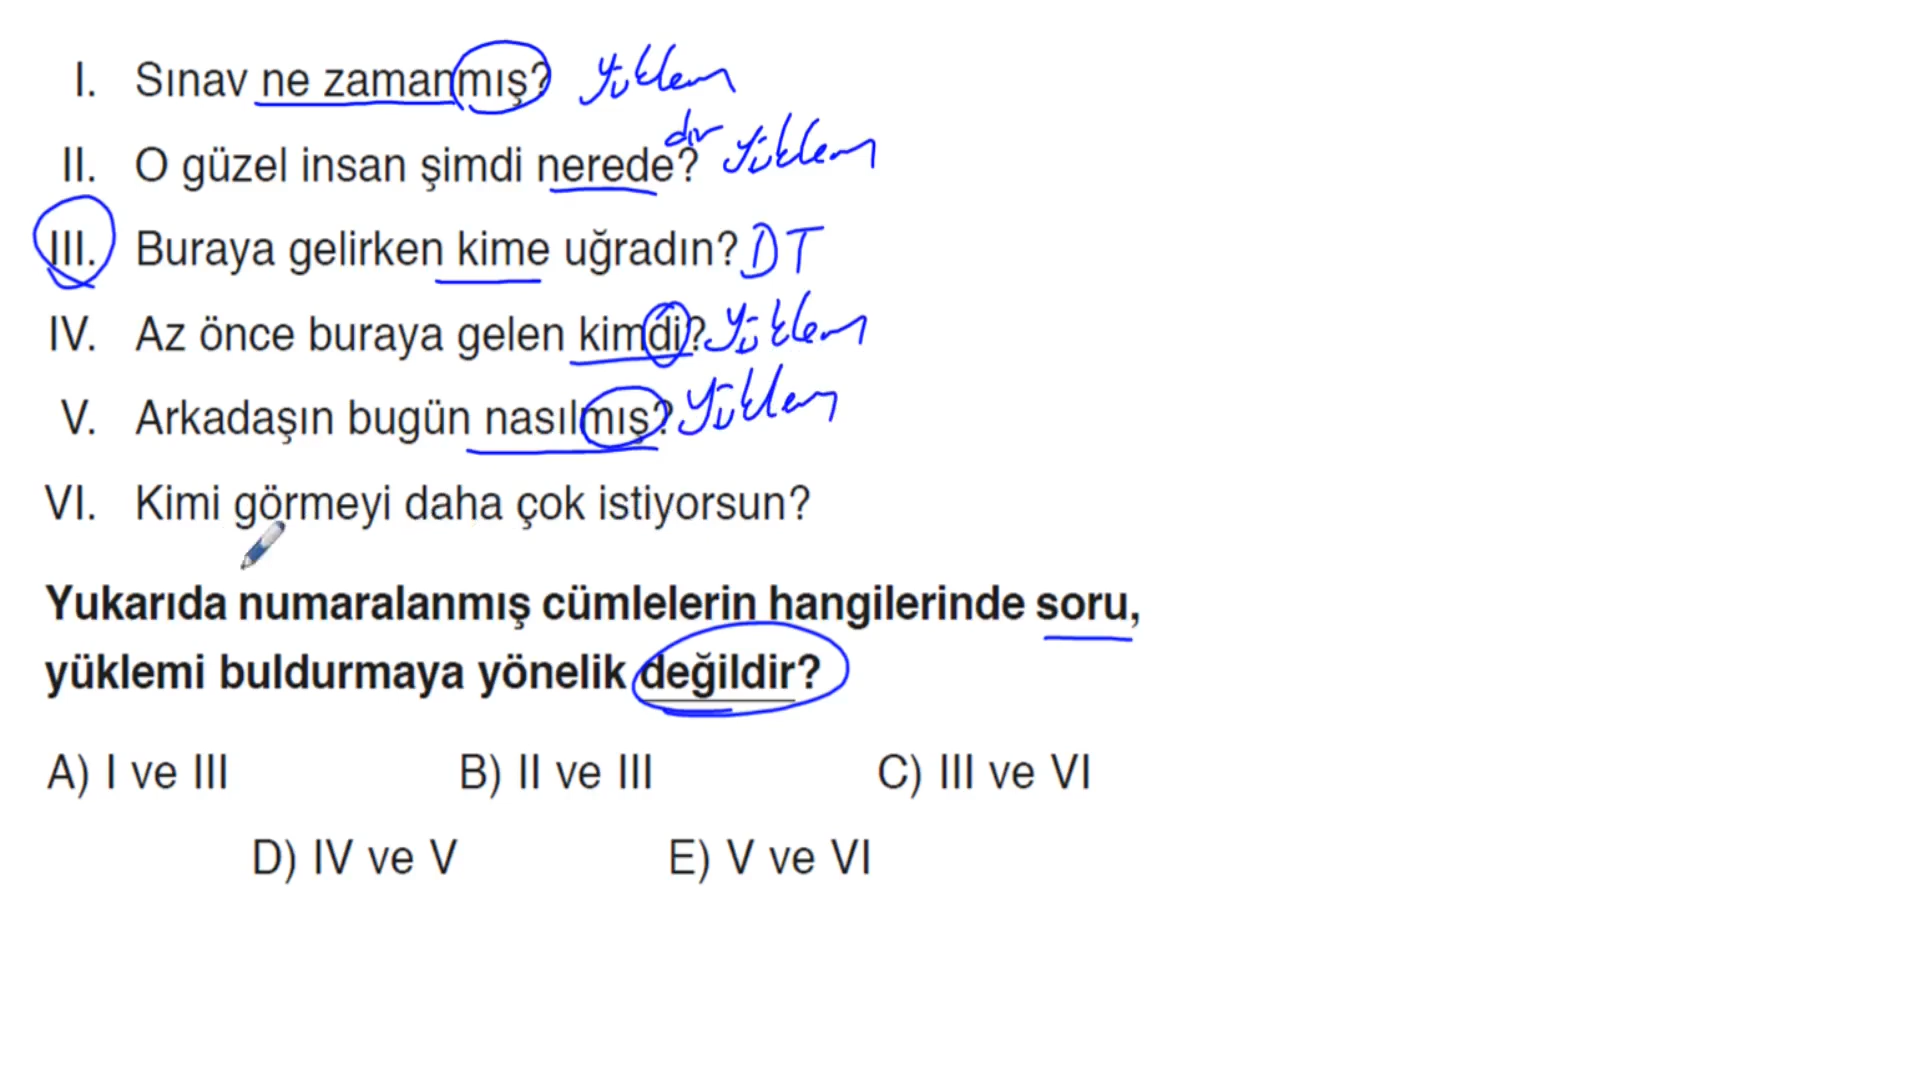 I. Sınav ne zamanmış? Yüklem
II. O güzel insan şimdi nerede? dır Yüklem
III. Buraya gelirken kime uğradın? DT
IV. Az önce buraya gelen kimdi? Yüklem
V. Arkadaşın bugün nasılmış? Yüklem
VI. Kimi görmeyi daha çok istiyorsun?
Yukarıda numaralanmış cümlelerin hangilerinde soru,
yüklemi buldurmaya yönelik değildir?
A) I ve III B) II ve III C) III ve VI
D) IV ve V E) V ve VI